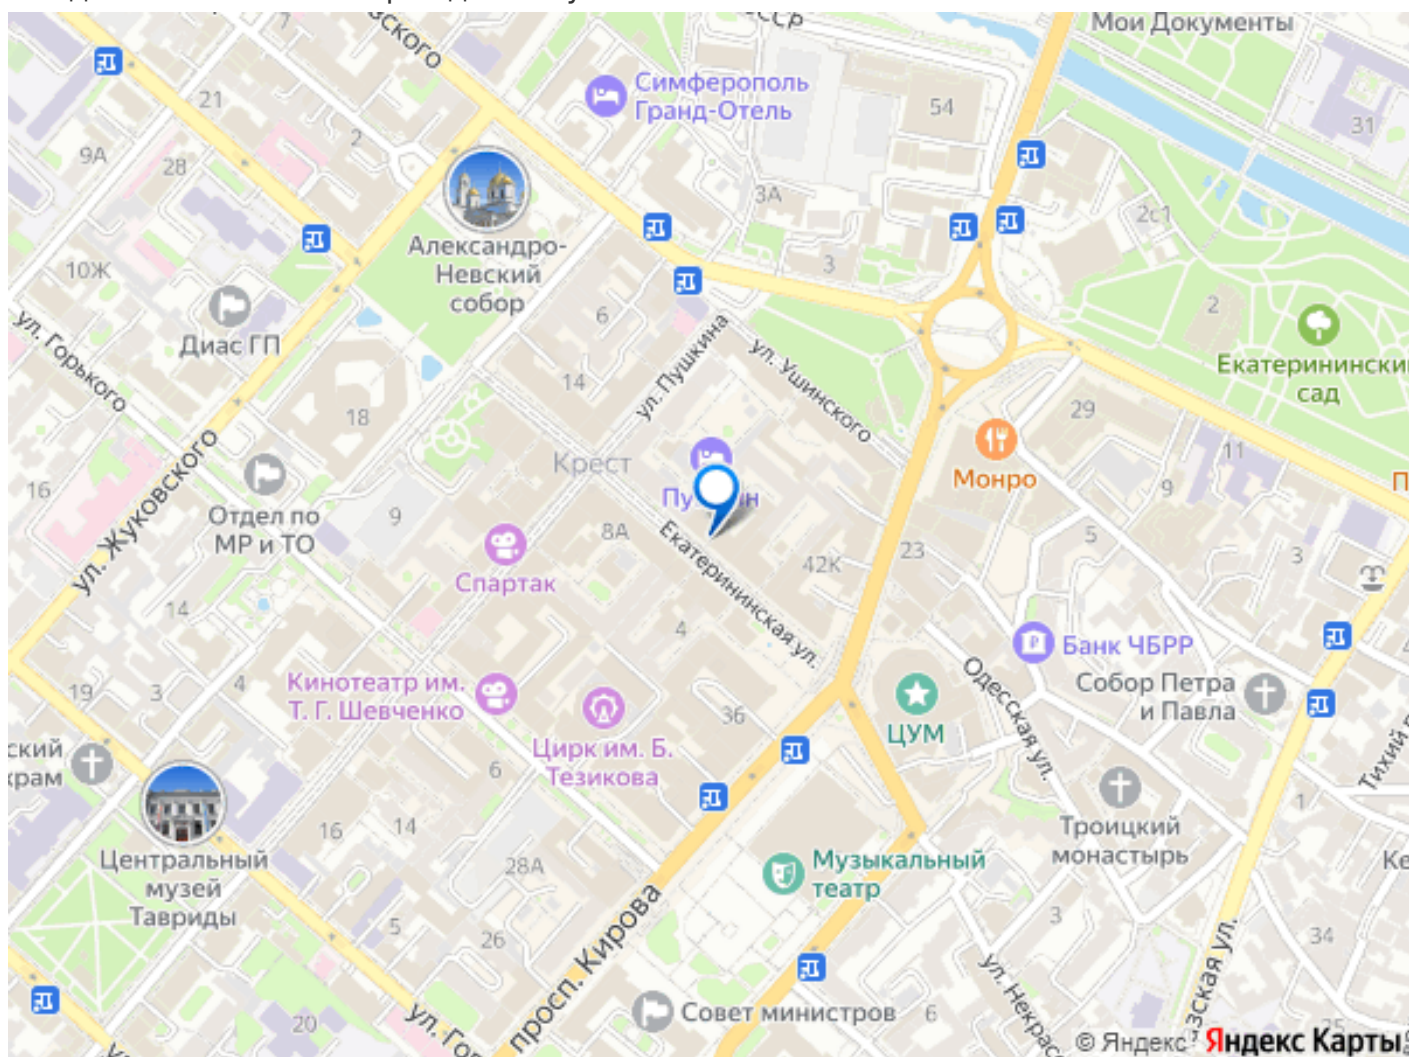 Мои Документы
СССР
Симферополь
Гранд-Отель
54
31
21
2
9А
28
3А
2с1
Александро-
Невский
собор
10Ж
3
6
2
Диас ГП
ул. Горького
ул. Пушкина
ул. Ушинского
Екатерининский
сад
14
18
29
Крест
Монро
11
9
16
ул. Жуковского
Отдел по
МР и ТО
9
8А
5
Спартак
Екатерининская ул.
42К
23
3
14
4
Банк ЧБРР
Одесская ул.
Собор Петра
и Павла
19
3
4
Кинотеатр им.
Т. Г. Шевченко
36
ЦУМ
Цирк им. Б.
Тезикова
6
Троицкий
монастырь
1
16
14
Центральный
музей
Тавриды
28А
Музыкальный
театр
5
26
просп. Кирова
3
34
ул. Некрасо
Совет министров
6
20
© Яндекс
Яндекс Карты